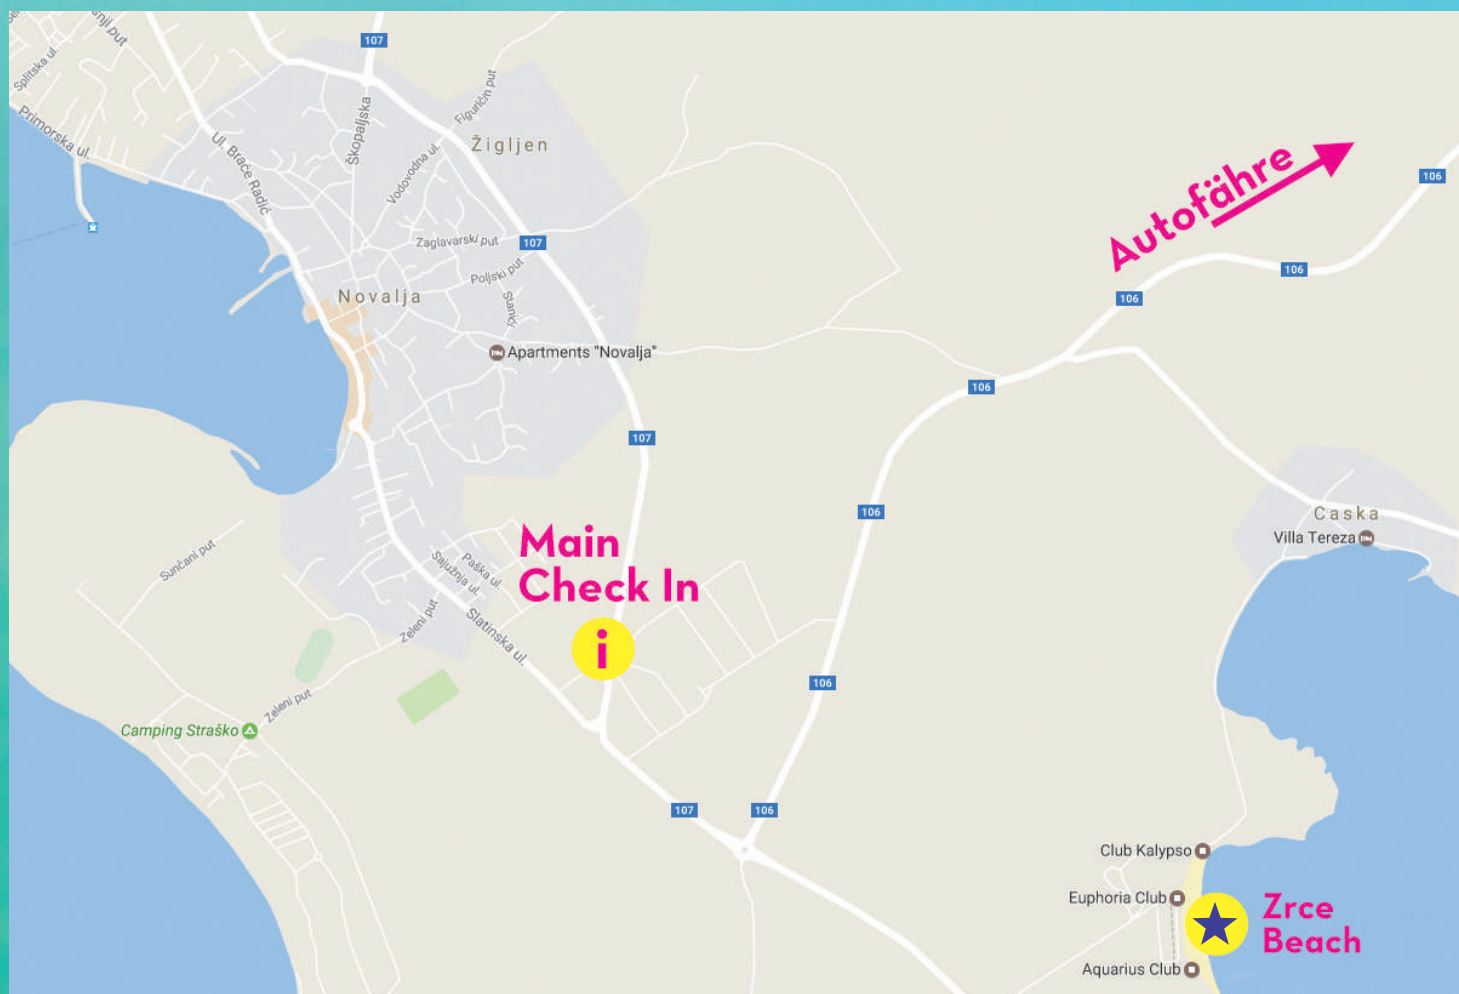 107
Splitska ul.
Primorska ul.
Ul. Braće Radić
Škopaljska
Figuričin put
Vodovodna ul.
Žigljen
Zaglavarski put
107
Poljski put
Stanići
Novalja
Apartments "Novalja"
107
Autofähre
106
106
106
106
106
Caska
Villa Tereza
Sunčani put
Sajužnja ul.
Paška ul.
Zeleni put
Slatinska ul.
Main
Check In
i
106
Zeleni put
Camping Straško
107
106
Club Kalypso
Euphoria Club
Aquarius Club
Zrce
Beach